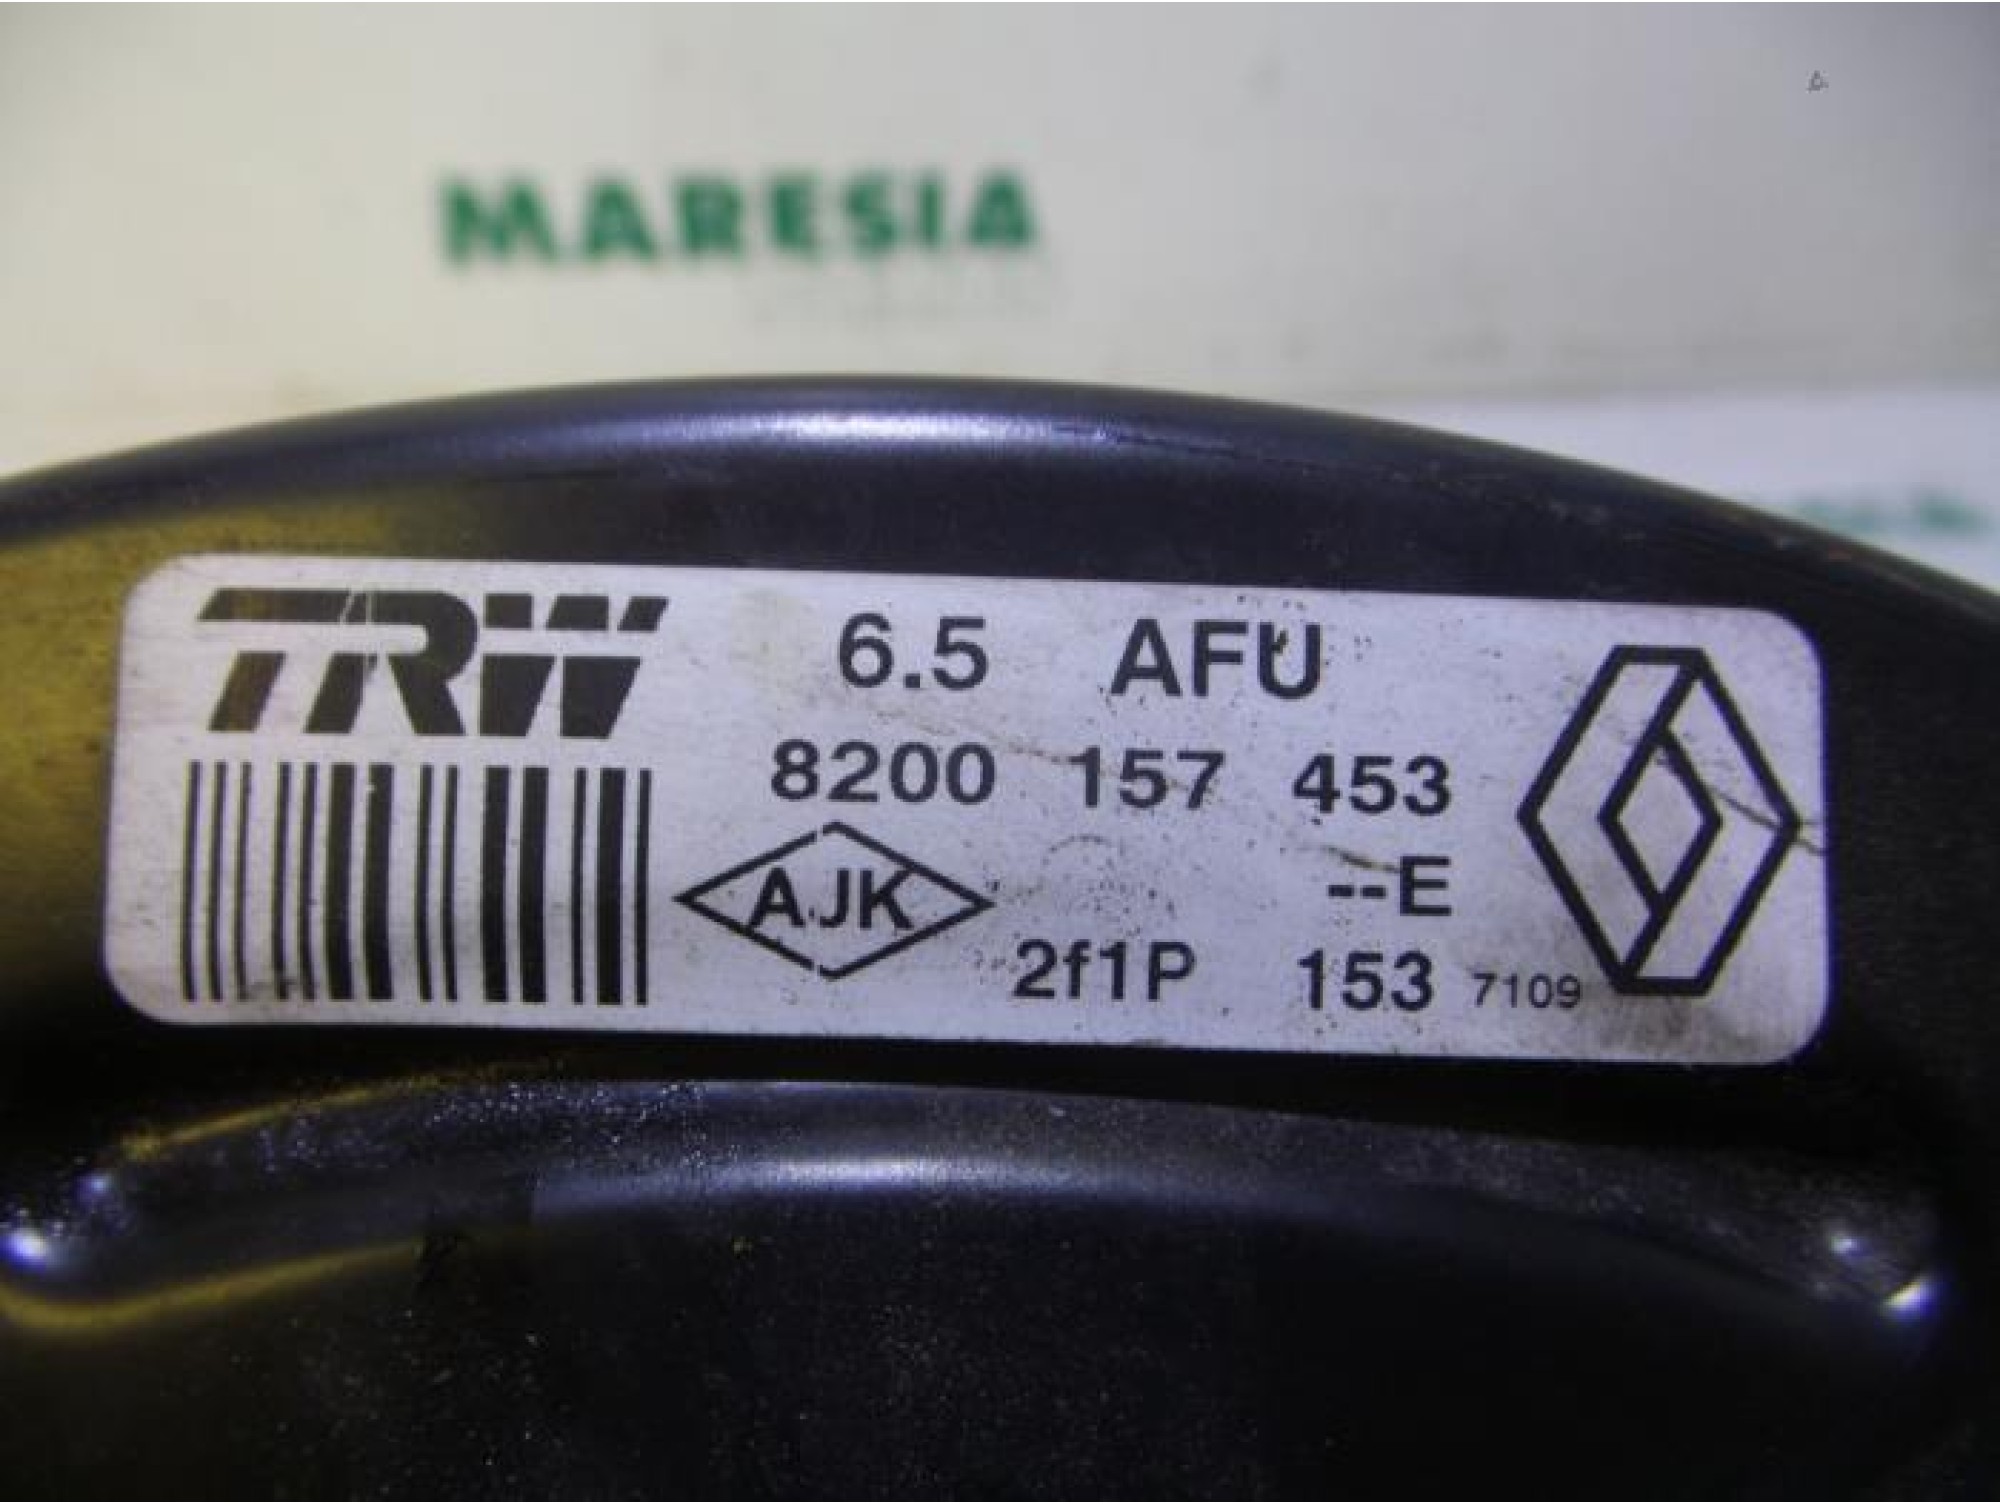 MARESIA
TRW 6.5 AFU
8200 157 453
AJK --E
2f1P 153 7109